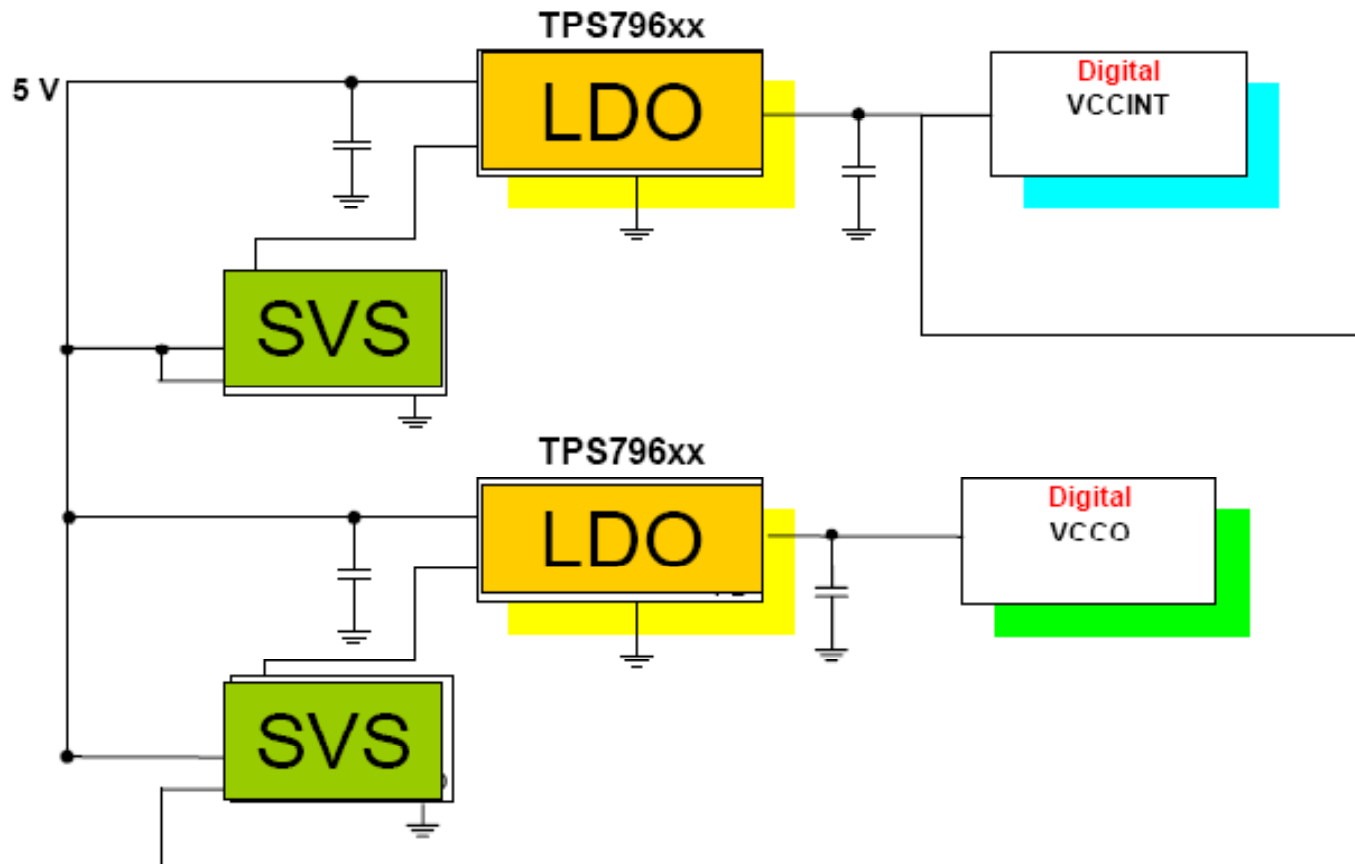 TPS796xx
5 V
LDO
Digital
VCCINT
SVS
TPS796xx
LDO
Digital
VCCO
SVS